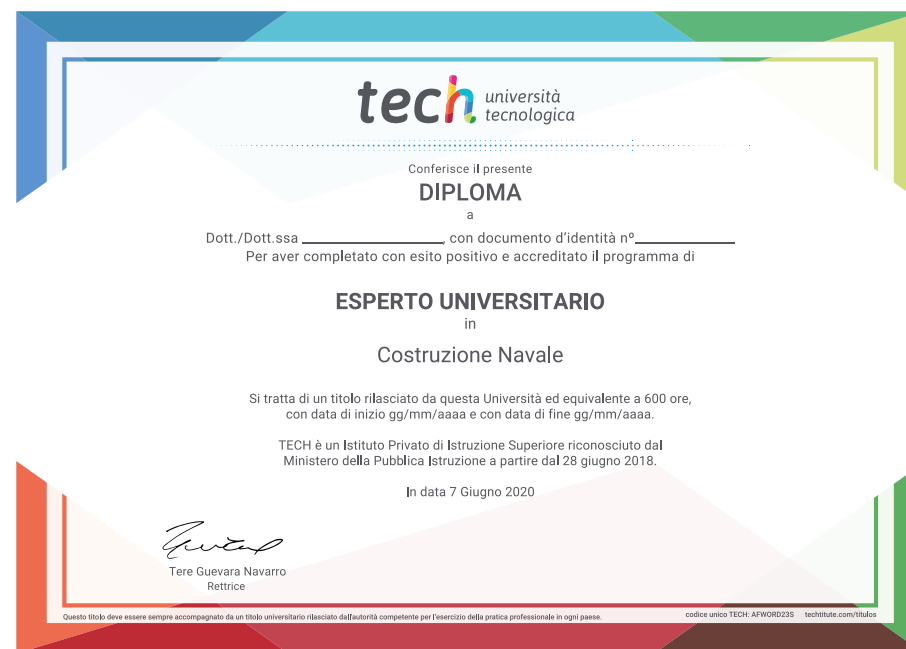 tech università
tecnologica
Conferisce il presente
DIPLOMA
a
Dott./Dott.ssa ____________________, con documento d'identità nº______________
Per aver completato con esito positivo e accreditato il programma di
ESPERTO UNIVERSITARIO
in
Costruzione Navale
Si tratta di un titolo rilasciato da questa Università ed equivalente a 600 ore,
con data di inizio gg/mm/aaaa e con data di fine gg/mm/aaaa.
TECH è un Istituto Privato di Istruzione Superiore riconosciuto dal
Ministero della Pubblica Istruzione a partire dal 28 giugno 2018.
In data 7 Giugno 2020
Tere Guevara Navarro
Rettrice
Questo titolo deve essere sempre accompagnato da un titolo universitario rilasciato dall'autorità competente per l'esercizio della pratica professionale in ogni paese.
codice unico TECH: AFWORD23S techtitute.com/titulos